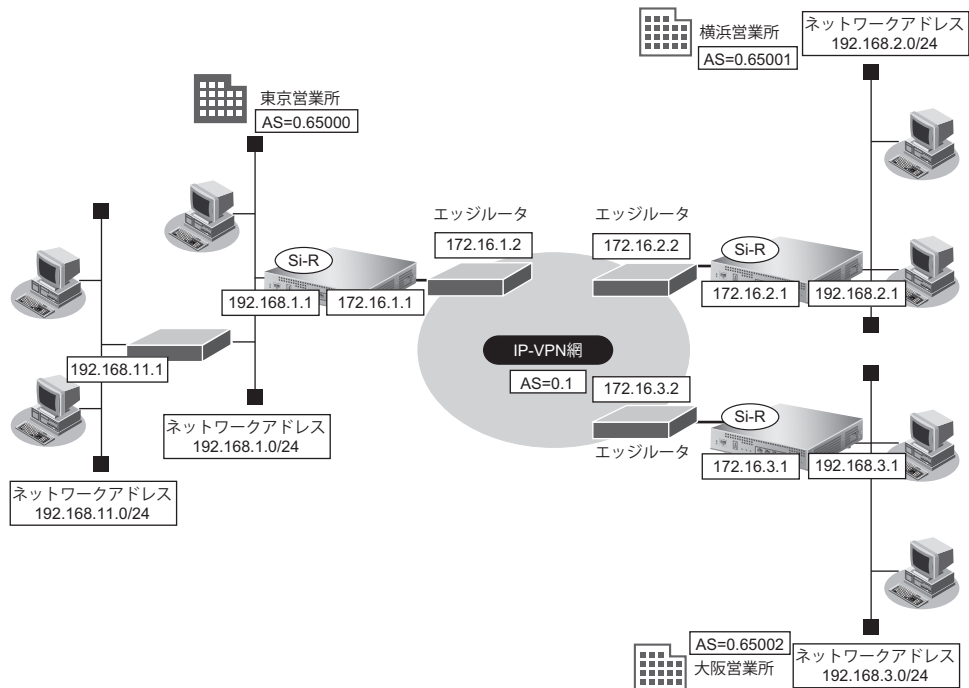 横浜営業所
AS=0.65001
ネットワークアドレス
192.168.2.0/24
東京営業所
AS=0.65000
エッジルータ
172.16.1.2
エッジルータ
172.16.2.2
Si-R
192.168.1.1
172.16.1.1
Si-R
172.16.2.1
192.168.2.1
IP-VPN網
AS=0.1
192.168.11.1
172.16.3.2
エッジルータ
Si-R
172.16.3.1
192.168.3.1
ネットワークアドレス
192.168.1.0/24
ネットワークアドレス
192.168.11.0/24
AS=0.65002
大阪営業所
ネットワークアドレス
192.168.3.0/24